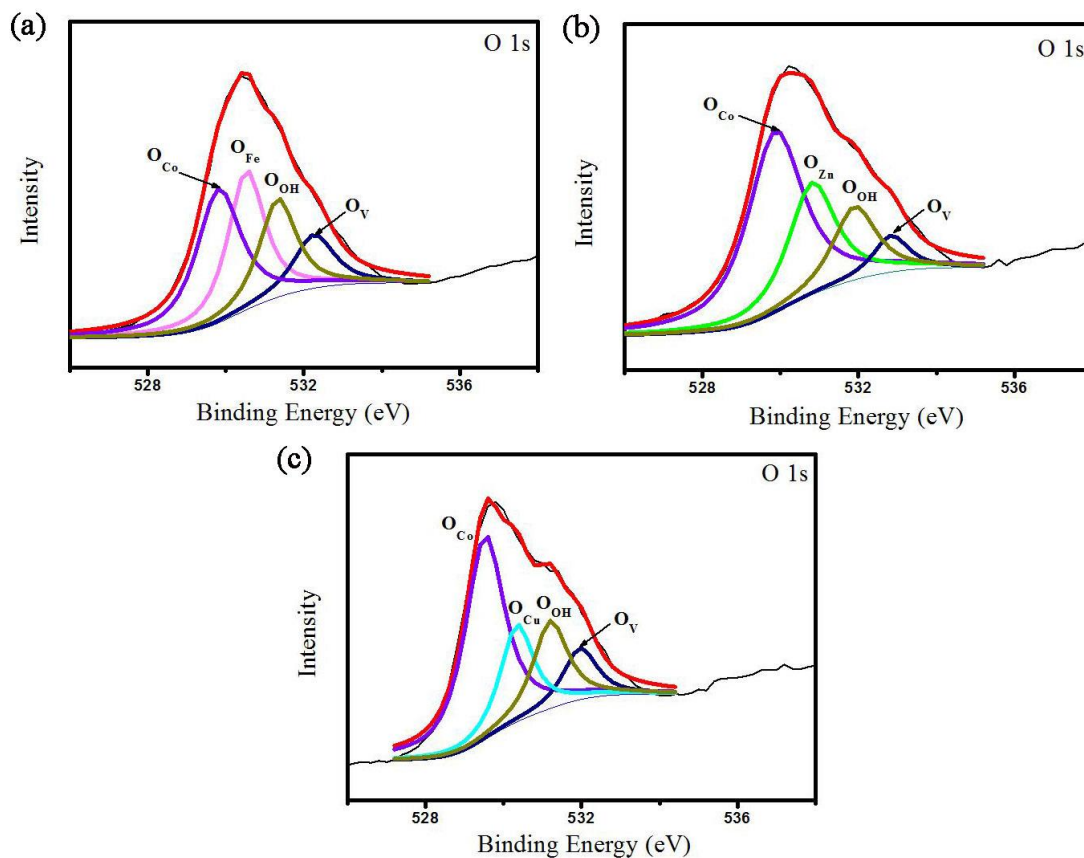 (a)
O 1s
O Co
O Fe
O OH
O V
Intensity
528
532
536
Binding Energy (eV)
(b)
O 1s
O Co
O Zn
O OH
O V
Intensity
528
532
536
Binding Energy (eV)
(c)
O 1s
O Co
O Cu
O OH
O V
Intensity
528
532
536
Binding Energy (eV)